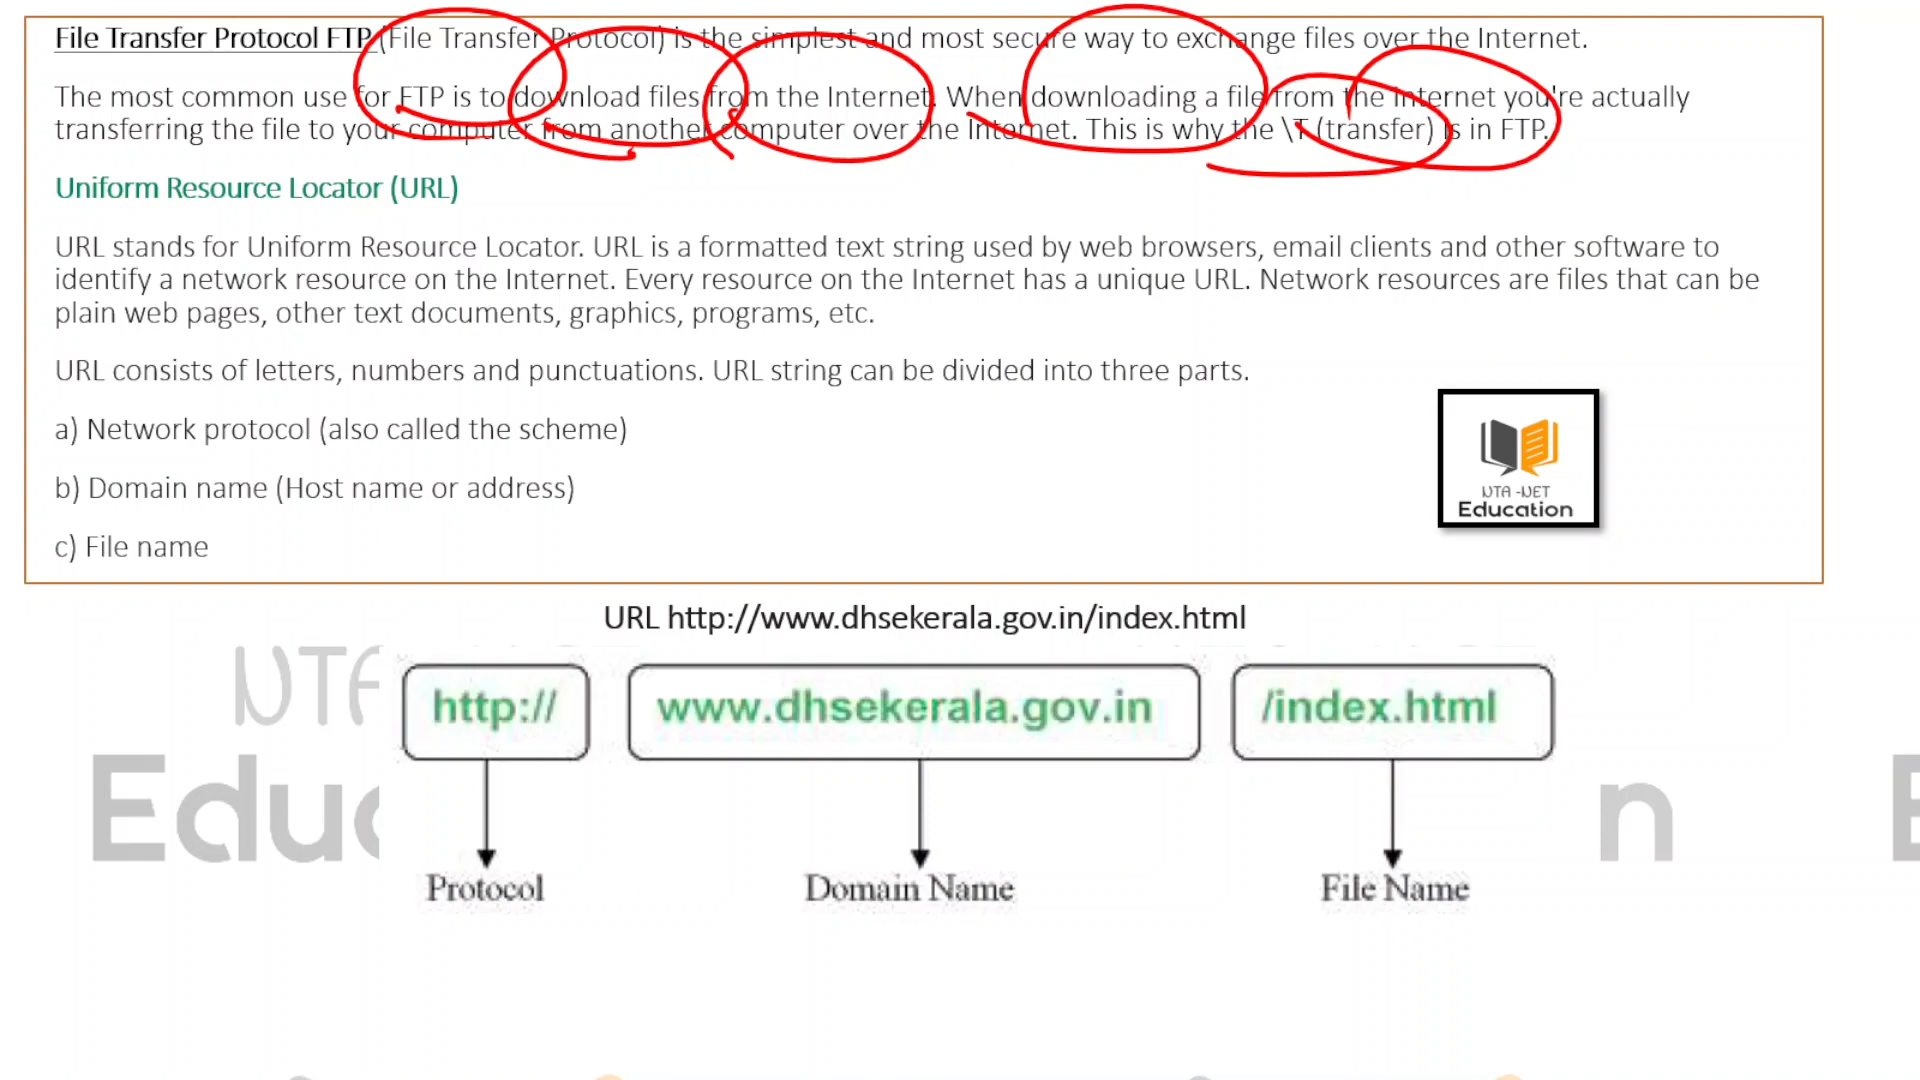 File Transfer Protocol FTP (File Transfer Protocol) is the simplest and most secure way to exchange files over the Internet.
The most common use for FTP is to download files from the Internet. When downloading a file from the Internet you're actually
transferring the file to your computer from another computer over the Internet. This is why the \T (transfer) is in FTP.
Uniform Resource Locator (URL)
URL stands for Uniform Resource Locator. URL is a formatted text string used by web browsers, email clients and other software to
identify a network resource on the Internet. Every resource on the Internet has a unique URL. Network resources are files that can be
plain web pages, other text documents, graphics, programs, etc.
URL consists of letters, numbers and punctuations. URL string can be divided into three parts.
a) Network protocol (also called the scheme)
b) Domain name (Host name or address)
c) File name
NTA -NET
Education
URL http://www.dhsekerala.gov.in/index.html
http://
www.dhsekerala.gov.in
/index.html
Protocol
Domain Name
File Name